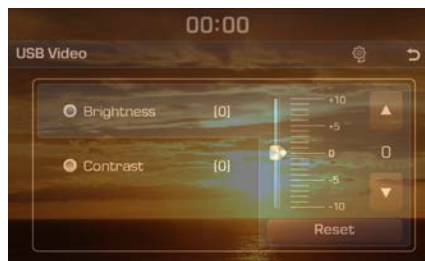 00:00
USB Video
Brightness [0]
Contrast [0]
+10
+5
0
-5
-10
0
Reset